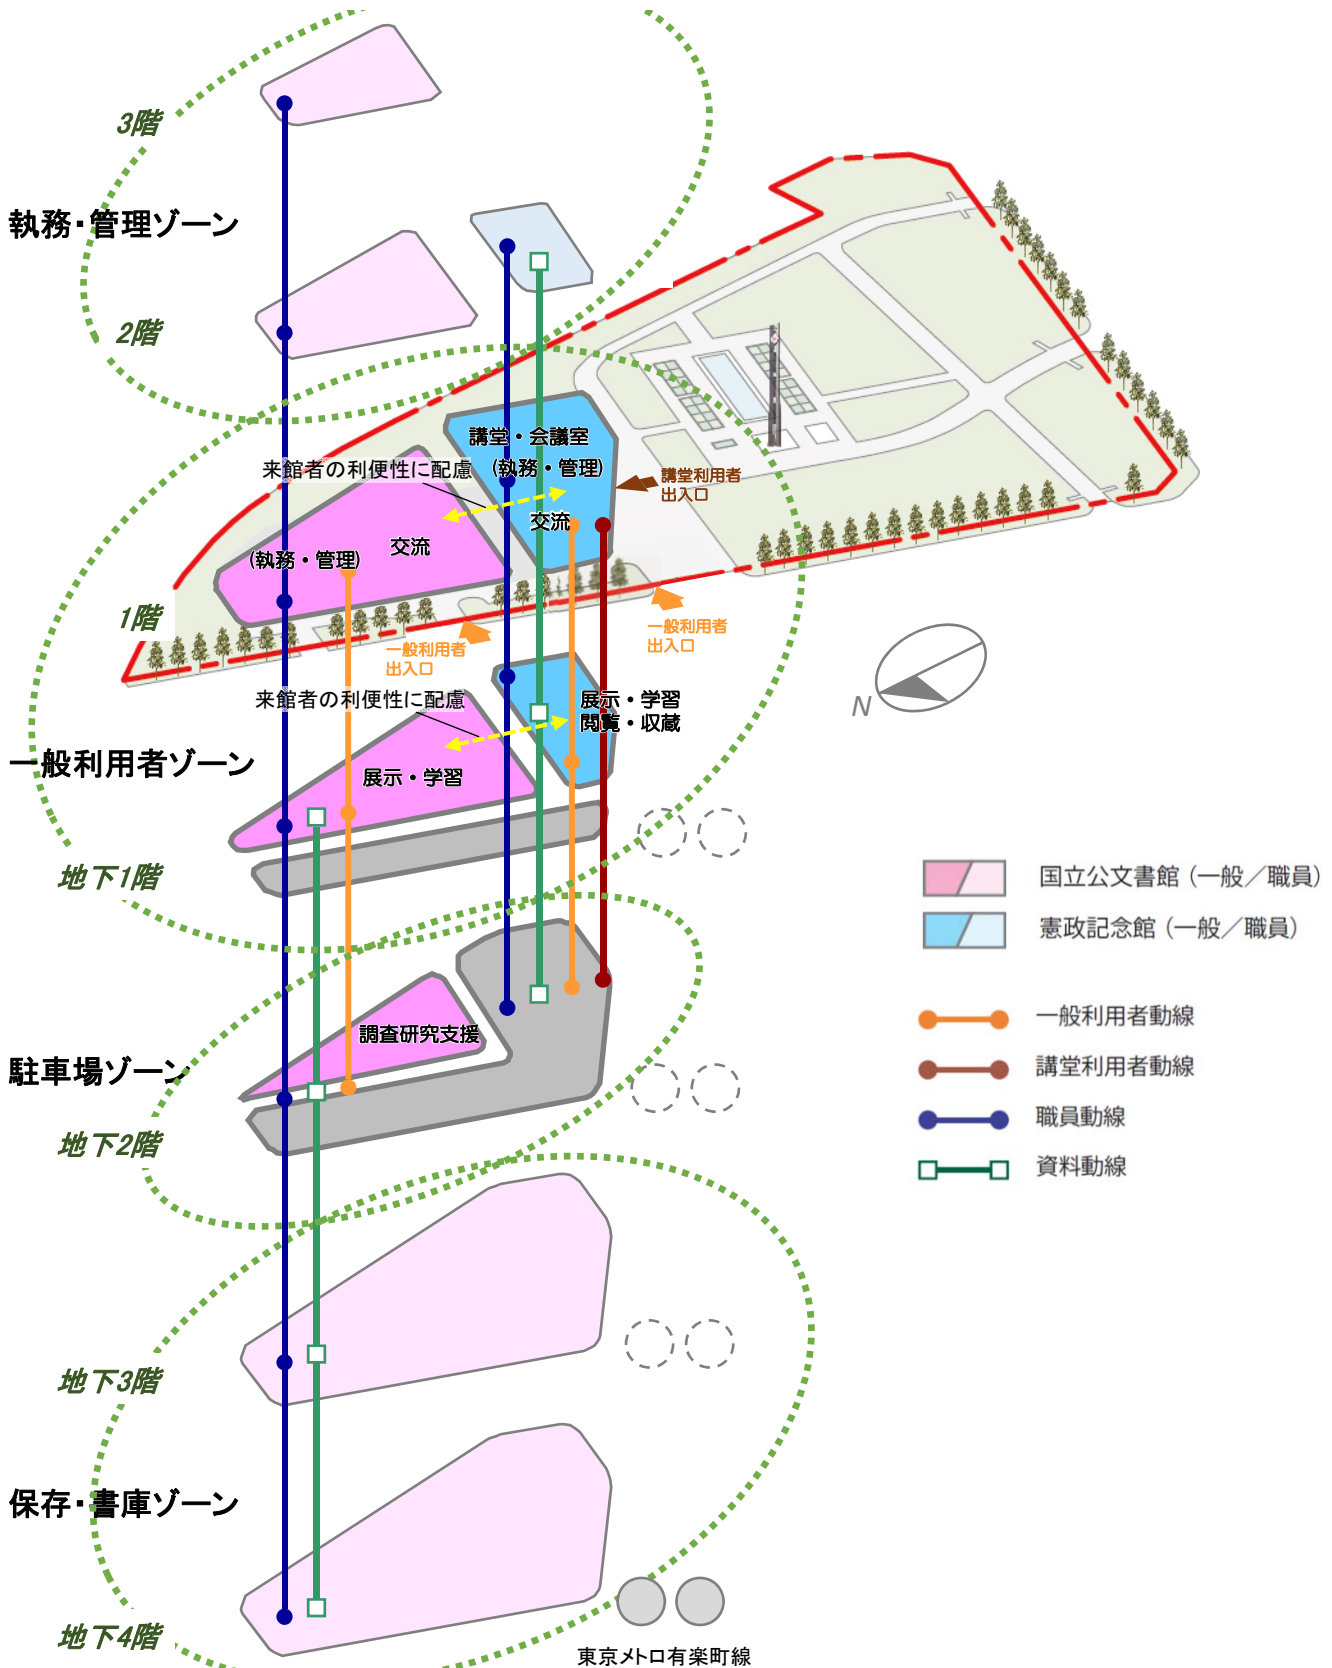 3階
執務・管理ゾーン
2階
講堂・会議室
来館者の利便性に配慮
(執務・管理)
講堂利用者
出入口
交流
交流
(執務・管理)
1階
一般利用者
出入口
一般利用者
出入口
N
来館者の利便性に配慮
展示・学習
閲覧・収蔵
一般利用者ゾーン
展示・学習
地下1階
国立公文書館 (一般／職員)
憲政記念館 (一般／職員)
調査研究支援
一般利用者動線
講堂利用者動線
職員動線
資料動線
駐車場ゾーン
地下2階
地下3階
保存・書庫ゾーン
地下4階
東京メトロ有楽町線